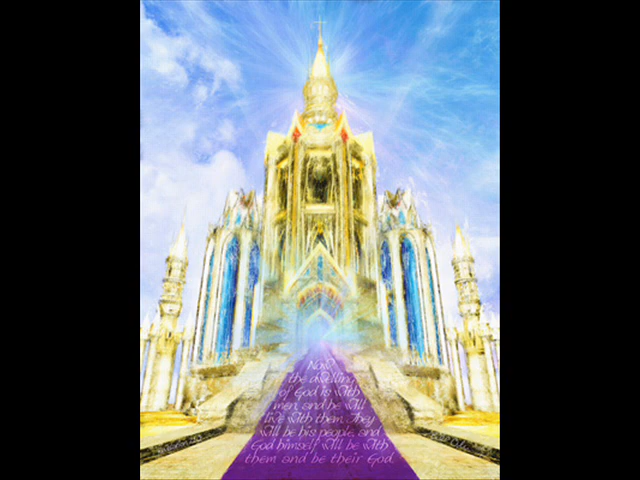 Now
the dwelling
of God is with
men, and he will
live with them. They
will be his people, and
God himself will be with
them and be their God